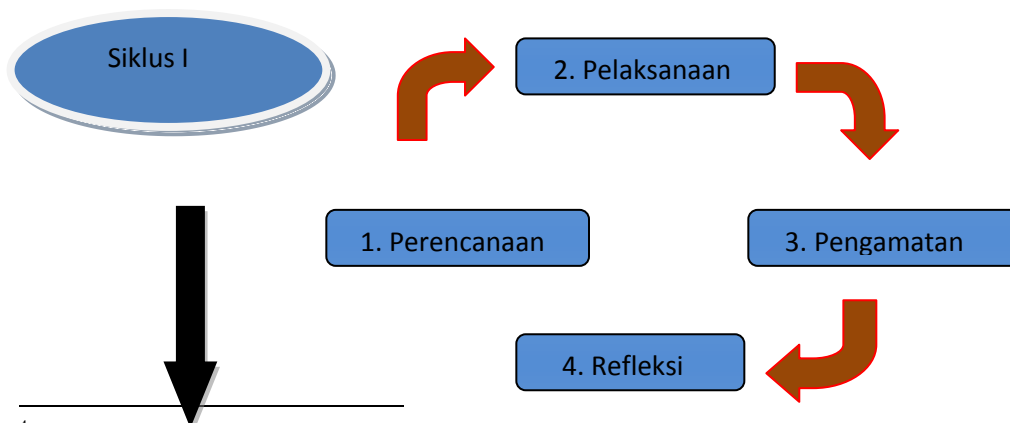 Siklus I
2. Pelaksanaan
1. Perencanaan
3. Pengamatan
4. Refleksi